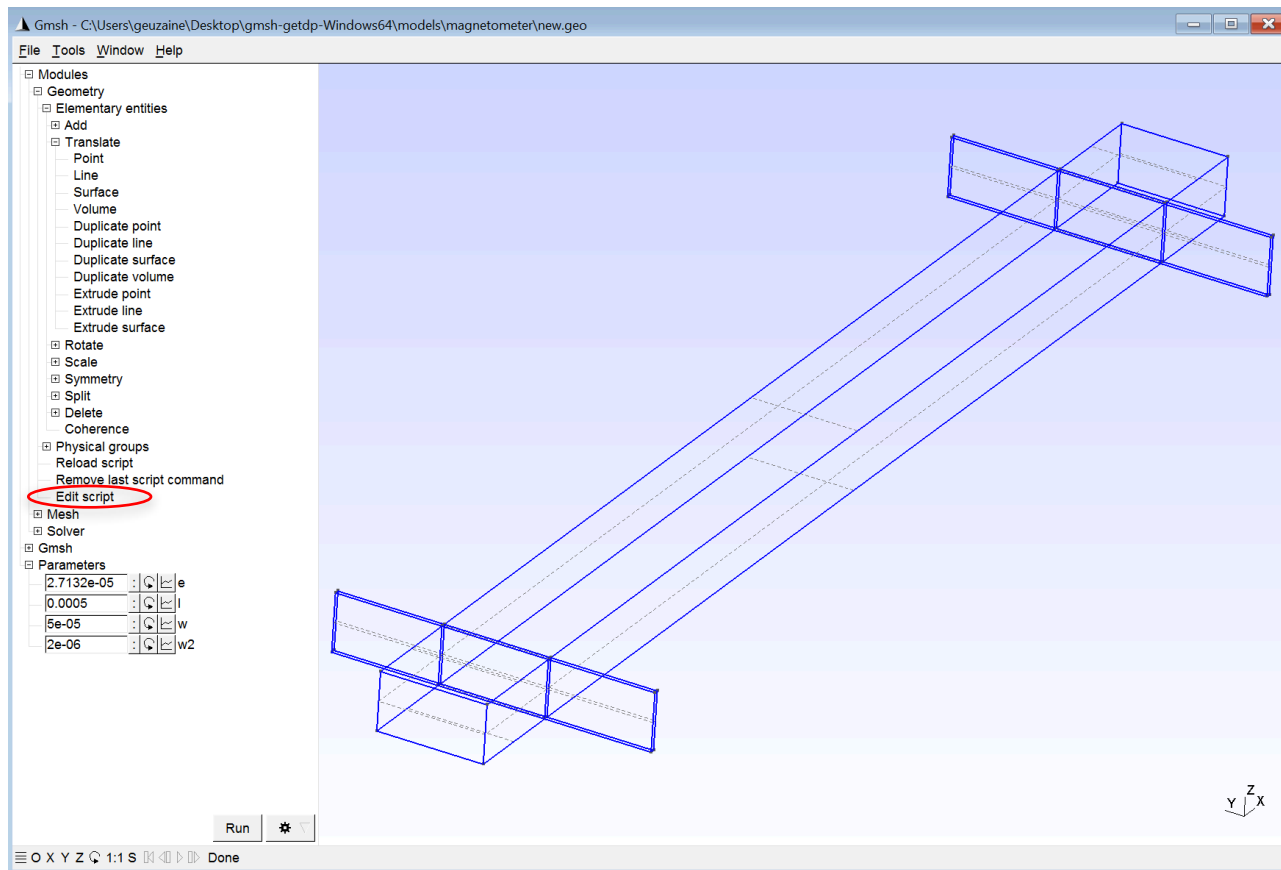 Gmsh - C:\Users\geuzaine\Desktop\gmsh-getdp-Windows64\models\magnetometer\new.geo
File Tools Window Help
Modules
Geometry
Elementary entities
Add
Translate
Point
Line
Surface
Volume
Duplicate point
Duplicate line
Duplicate surface
Duplicate volume
Extrude point
Extrude line
Extrude surface
Rotate
Scale
Symmetry
Split
Delete
Coherence
Physical groups
Reload script
Remove last script command
Edit script
Mesh
Solver
Gmsh
Parameters
2.7132e-05 : e
0.0005 : l
5e-05 : w
2e-06 : w2
Z
Y X
Run
O X Y Z 1:1 S Done